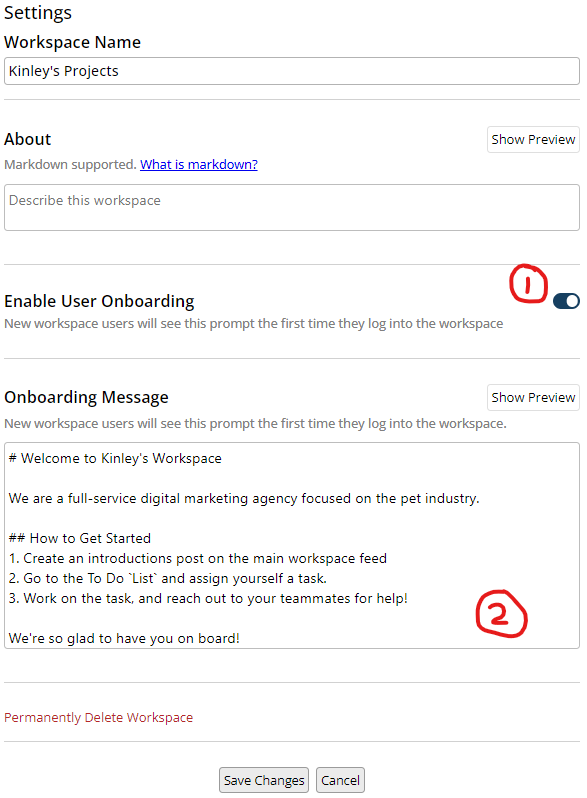 Settings
Workspace Name
Kinley's Projects
About
Show Preview
Markdown supported. What is markdown?
Describe this workspace
1
Enable User Onboarding
New workspace users will see this prompt the first time they log into the workspace
Onboarding Message
Show Preview
New workspace users will see this prompt the first time they log into the workspace.
# Welcome to Kinley's Workspace
We are a full-service digital marketing agency focused on the pet industry.
## How to Get Started
1. Create an introductions post on the main workspace feed
2. Go to the To Do `List` and assign yourself a task.
3. Work on the task, and reach out to your teammates for help!
2
We're so glad to have you on board!
Permanently Delete Workspace
Save Changes
Cancel